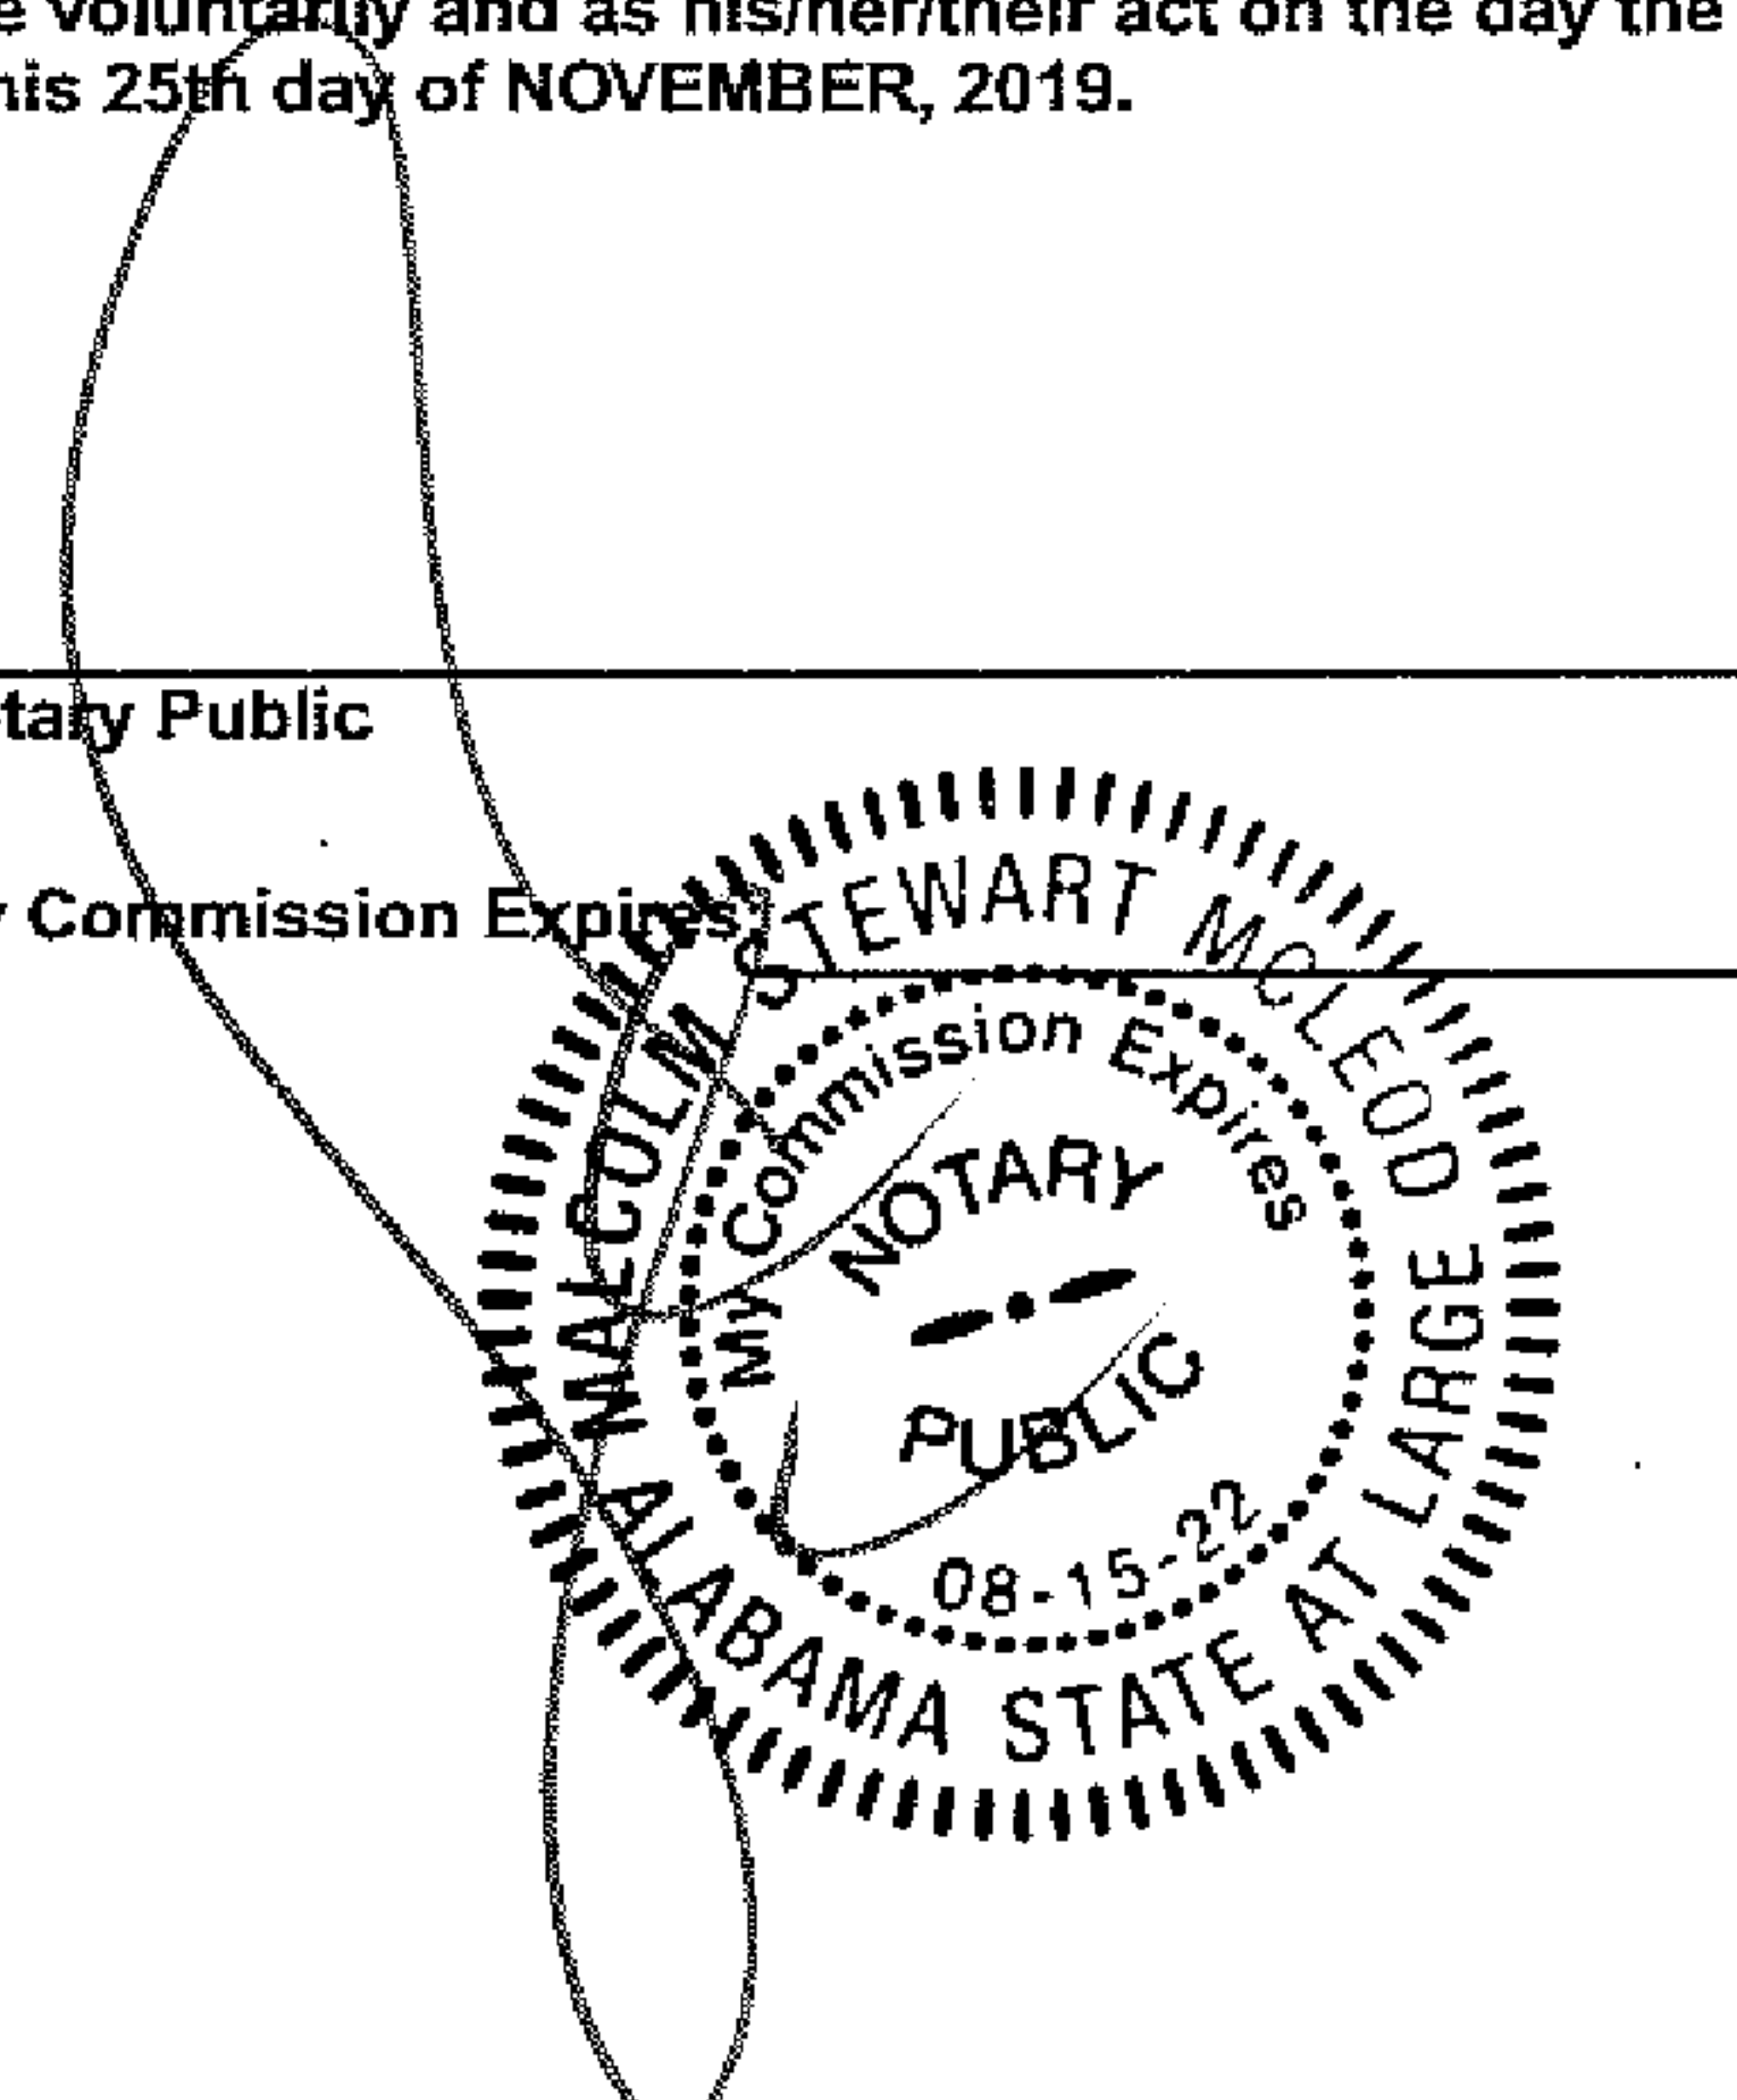 e voluntarily and as his/her/their act on the day the
his 25th day of NOVEMBER, 2019.
tary Public
Commission Expires:
MALCOLM STEWART MCLEOD
My Commission Expires
NOTARY
PUBLIC
08-15-22
ALABAMA STATE AT LARGE